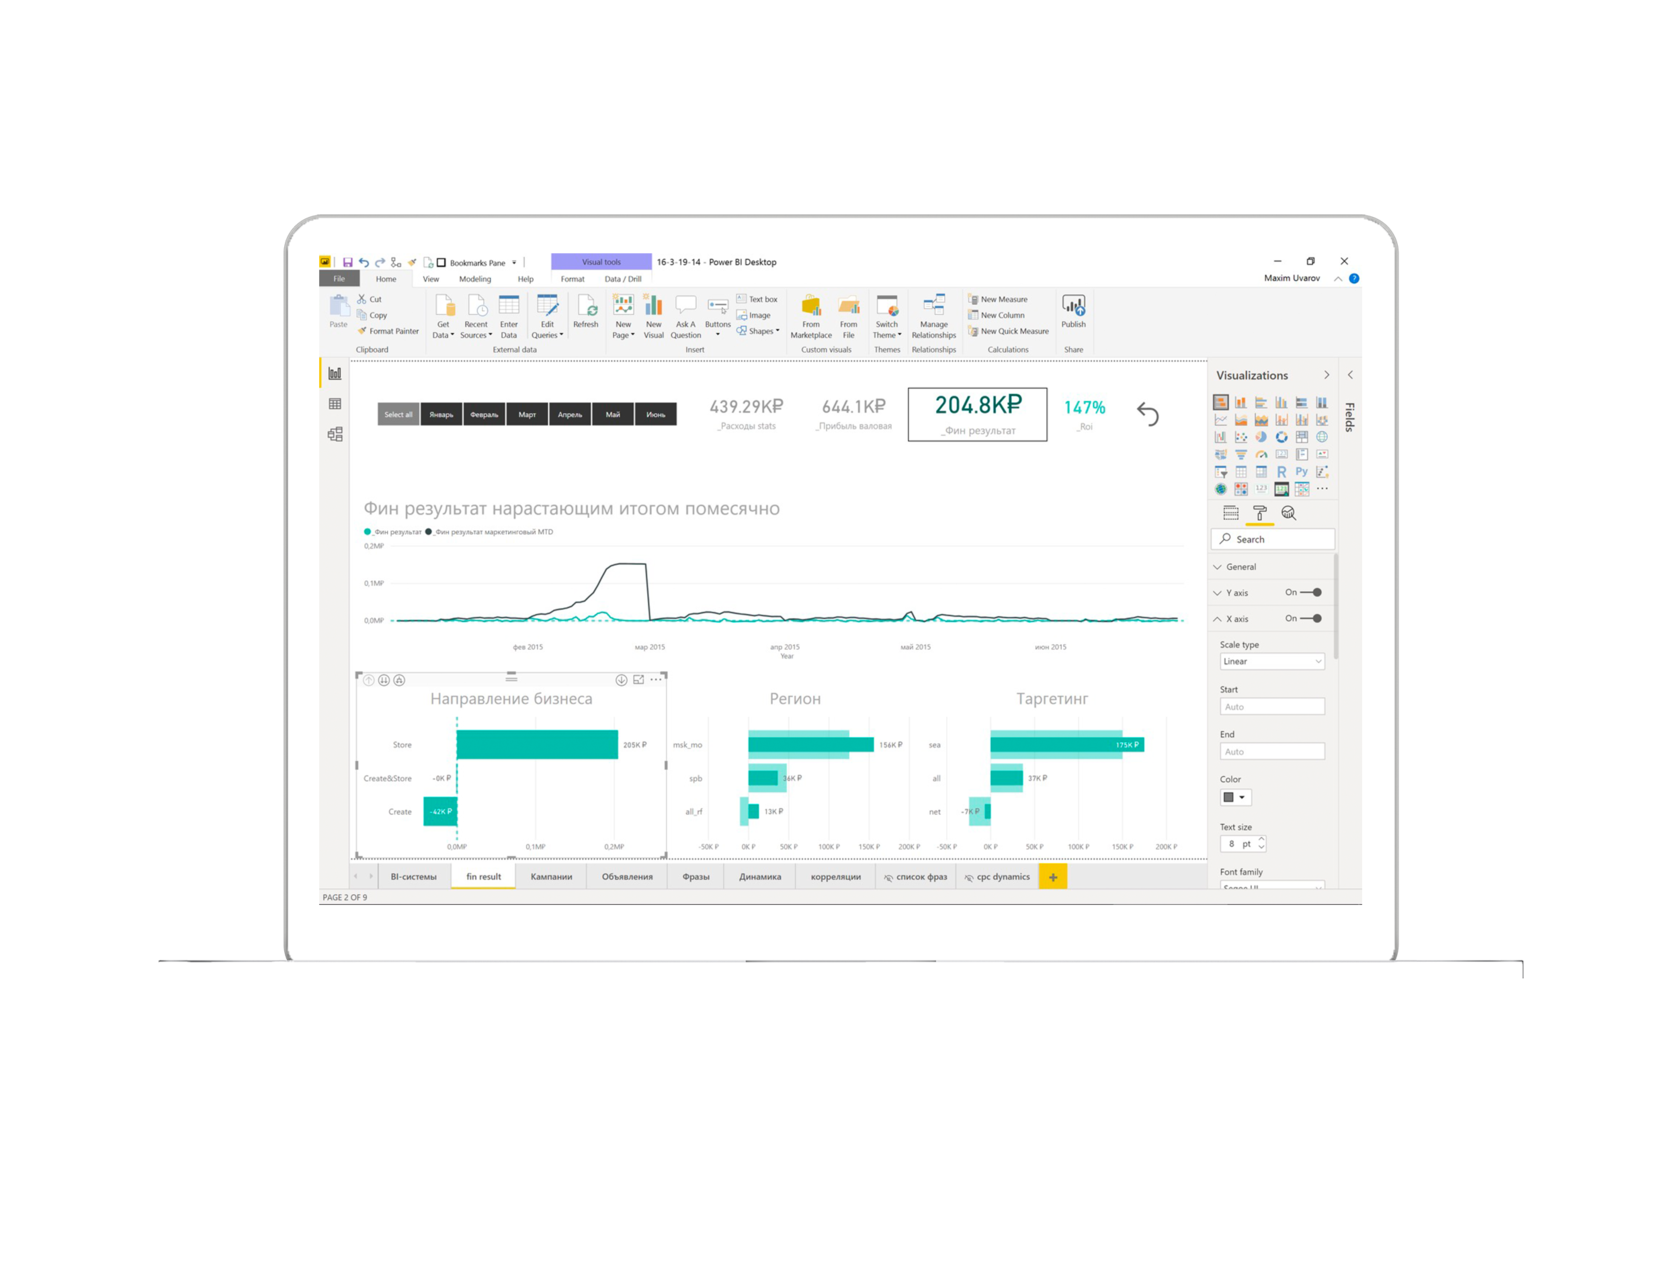 Bookmarks Pane
Visual tools
16-3-19-14 - Power BI Desktop
File Home View Modeling Help Format Data / Drill
Maxim Uvarov
Paste
Cut
Copy
Format Painter
Clipboard
Get Data
Recent Sources
Enter Data
Edit Queries
External data
Refresh
New Page
New Visual
Ask A Question
Buttons
Text box
Image
Shapes
Insert
From Marketplace
From File
Custom visuals
Switch Theme
Themes
Manage Relationships
Relationships
New Measure
New Column
New Quick Measure
Calculations
Publish
Share
Select all Январь Февраль Март Апрель Май Июнь
439.29K₽
_Расходы stats
644.1K₽
_Прибыль валовая
204.8K₽
_Фин результат
147%
_Roi
Фин результат нарастающим итогом помесячно
_Фин результат _Фин результат маркетинговый MTD
0,2M₽
0,1M₽
0,0M₽
фев 2015 мар 2015 апр 2015 май 2015 июн 2015
Year
Направление бизнеса
Store 205K ₽
Create&Store -0K ₽
Create -42K ₽
0,0M₽ 0,1M₽ 0,2M₽
Регион
msk_mo 156K ₽
spb 36K ₽
all_rf 13K ₽
-50K ₽ 0K ₽ 50K ₽ 100K ₽ 150K ₽ 200K ₽
Таргетинг
sea 175K ₽
all 37K ₽
net -7K ₽
-50K ₽ 0K ₽ 50K ₽ 100K ₽ 150K ₽ 200K ₽
BI-системы fin result Кампании Объявления Фразы Динамика корреляции список фраз cpc dynamics +
PAGE 2 OF 9
Visualizations
Fields
R Py
123
Search
General
Y axis On
X axis On
Scale type
Linear
Start
Auto
End
Auto
Color
Text size
8 pt
Font family
Segoe UI